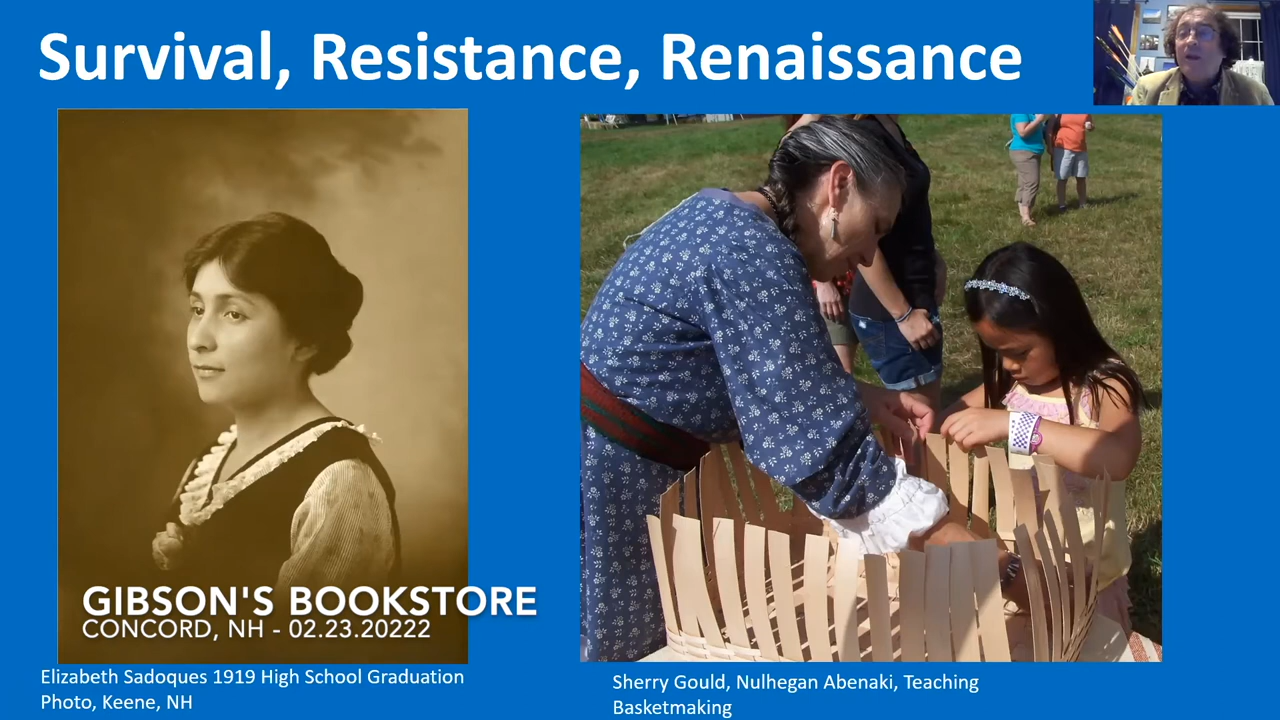 Survival, Resistance, Renaissance
GIBSON'S BOOKSTORE
CONCORD, NH - 02.23.20222
Elizabeth Sadoques 1919 High School Graduation
Photo, Keene, NH
Sherry Gould, Nulhegan Abenaki, Teaching
Basketmaking